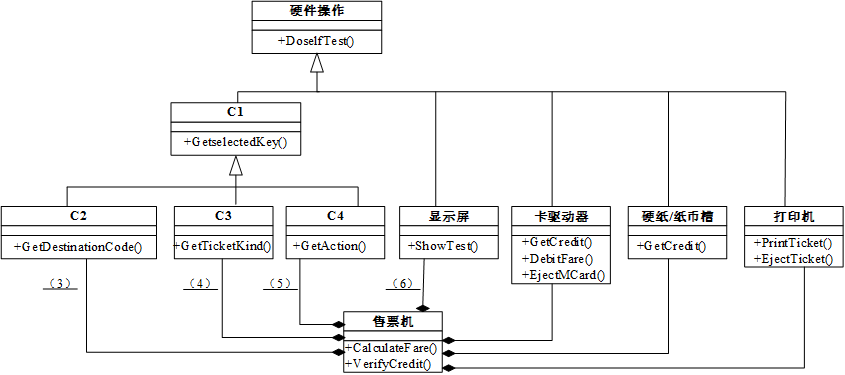 硬件操作
+DoselfTest()
C1
+GetselectedKey()
C2
+GetDestinationCode()
C3
+GetTicketKind()
C4
+GetAction()
显示屏
+ShowTest()
卡驱动器
+GetCredit()
+DebitFare()
+EjectMCard()
硬纸/纸币槽
+GetCredit()
打印机
+PrintTicket()
+EjectTicket()
（3）
（4）
（5）
（6）
售票机
+CalculateFare()
+VerifyCredit()